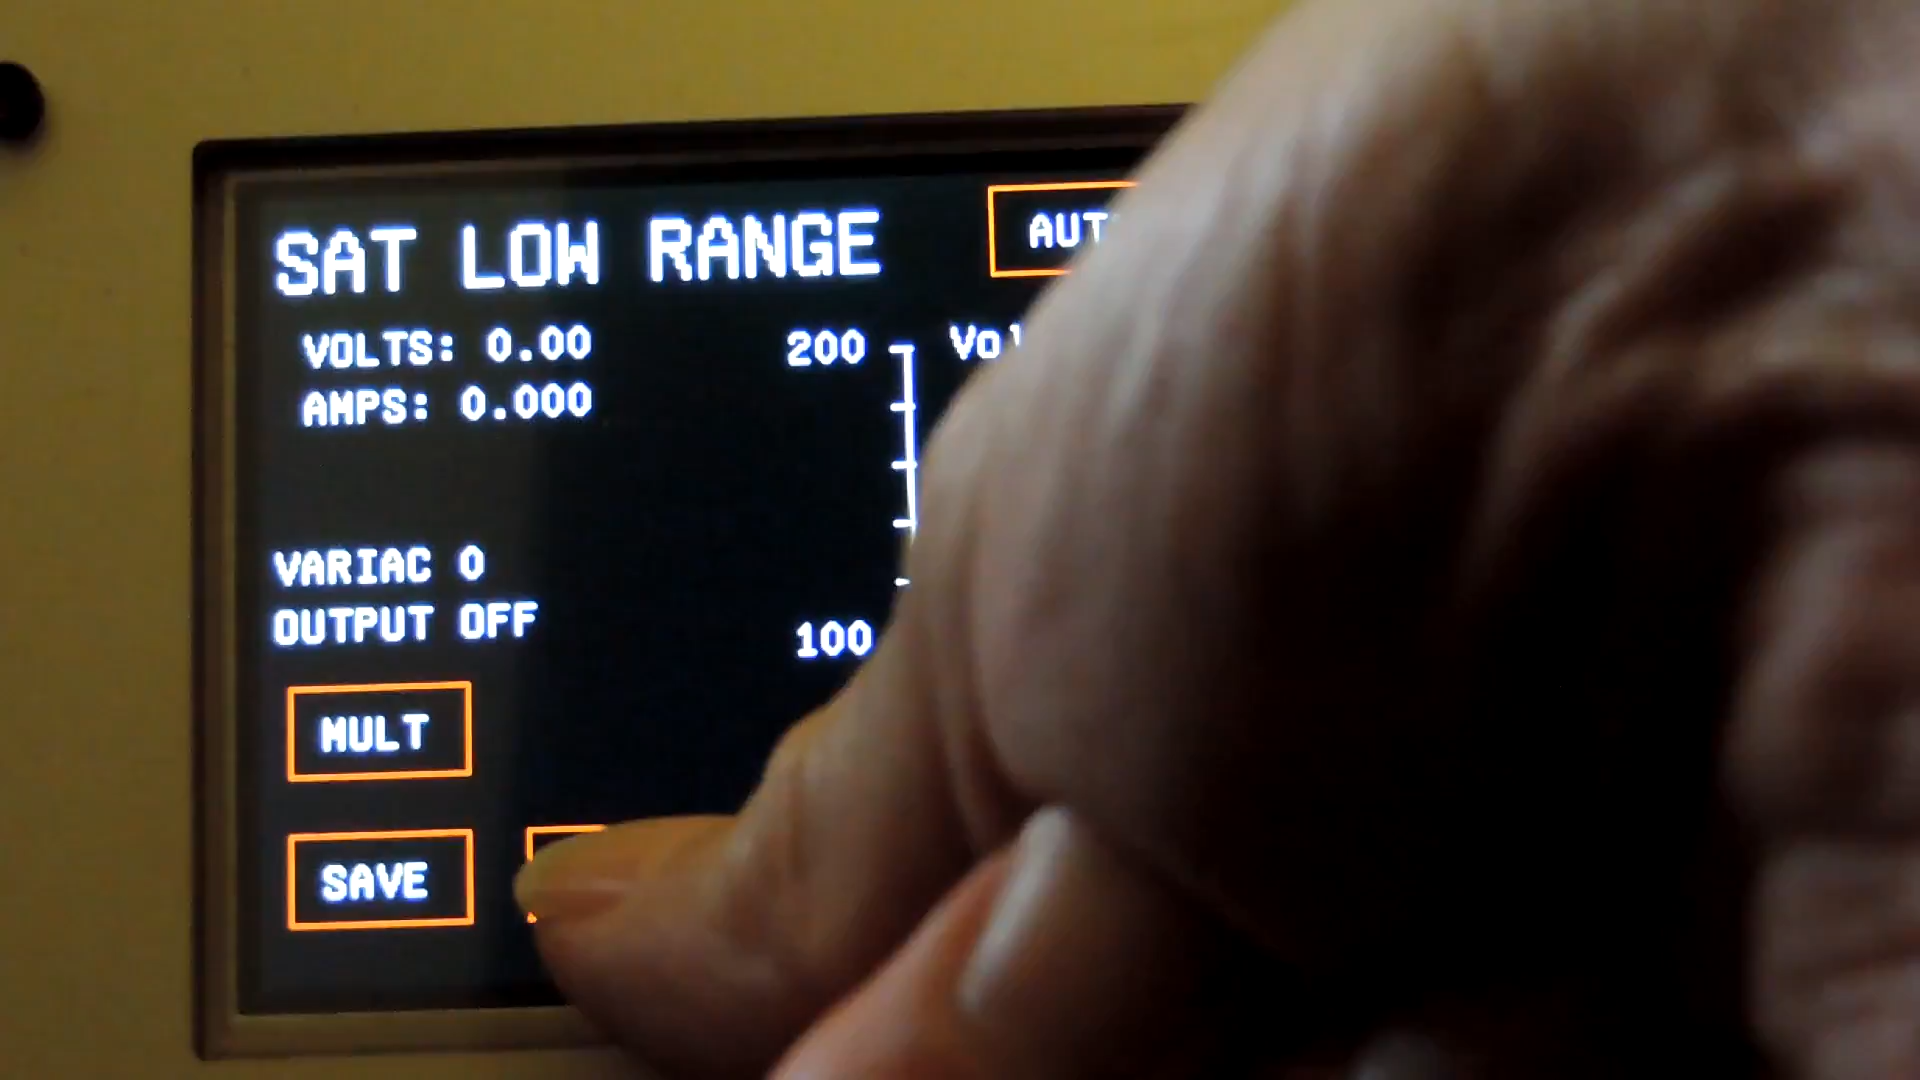 SAT LOW RANGE
VOLTS: 0.00
AMPS: 0.000
200
VARIAC 0
OUTPUT OFF
100
MULT
SAVE